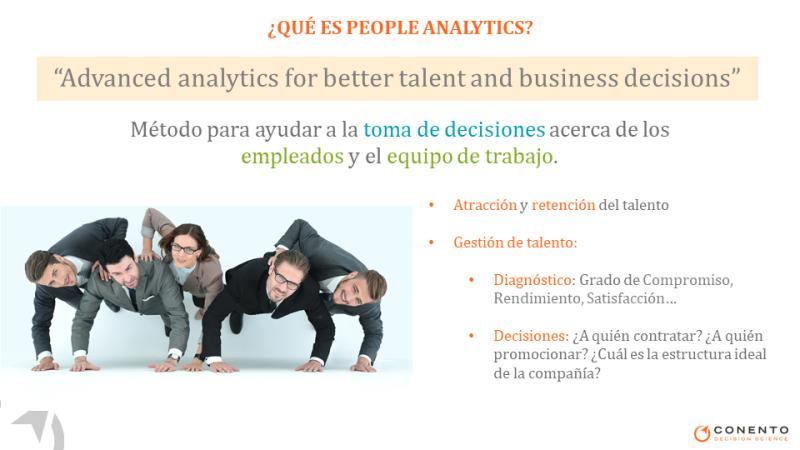 ¿QUÉ ES PEOPLE ANALYTICS?
“Advanced analytics for better talent and business decisions”
Método para ayudar a la toma de decisiones acerca de los
empleados y el equipo de trabajo.
• Atracción y retención del talento
• Gestión de talento:
• Diagnóstico: Grado de Compromiso,
Rendimiento, Satisfacción…
• Decisiones: ¿A quién contratar? ¿A quién
promocionar? ¿Cuál es la estructura ideal
de la compañía?
CONENTO
DECISION SCIENCE